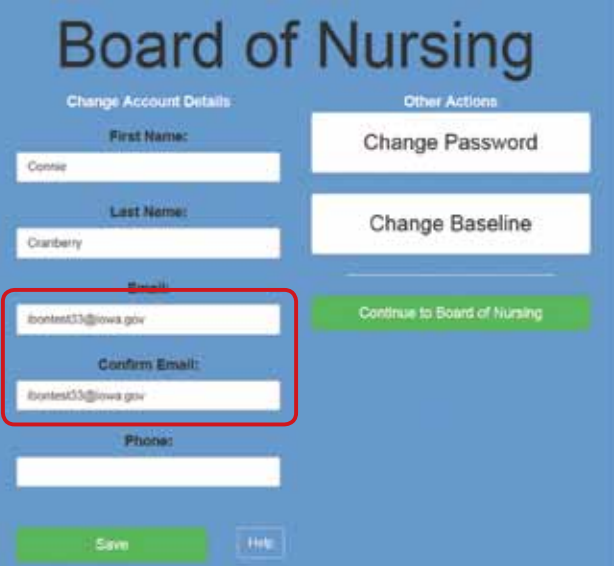 Board of Nursing
Change Account Details
First Name:
Connie
Last Name:
Cranberry
Email:
ibontest33@iowa.gov
Confirm Email:
ibontest33@iowa.gov
Phone:
Save
Help
Other Actions
Change Password
Change Baseline
Continue to Board of Nursing